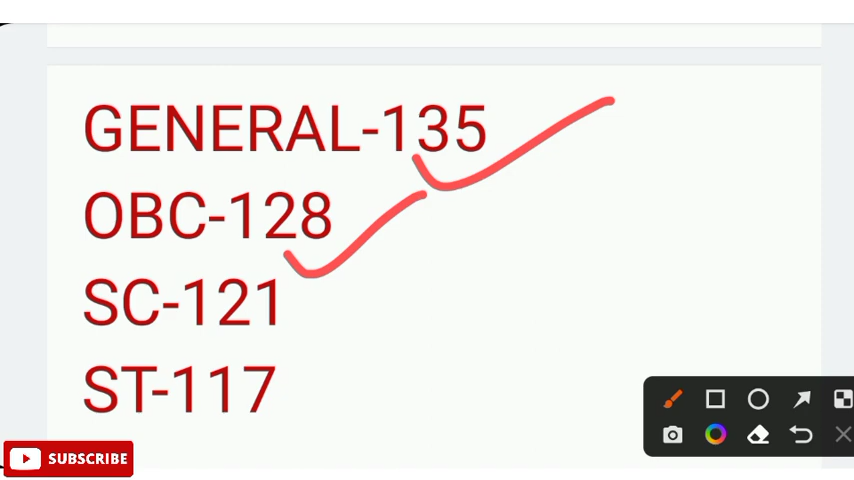 GENERAL-135
OBC-128
SC-121
ST-117
SUBSCRIBE